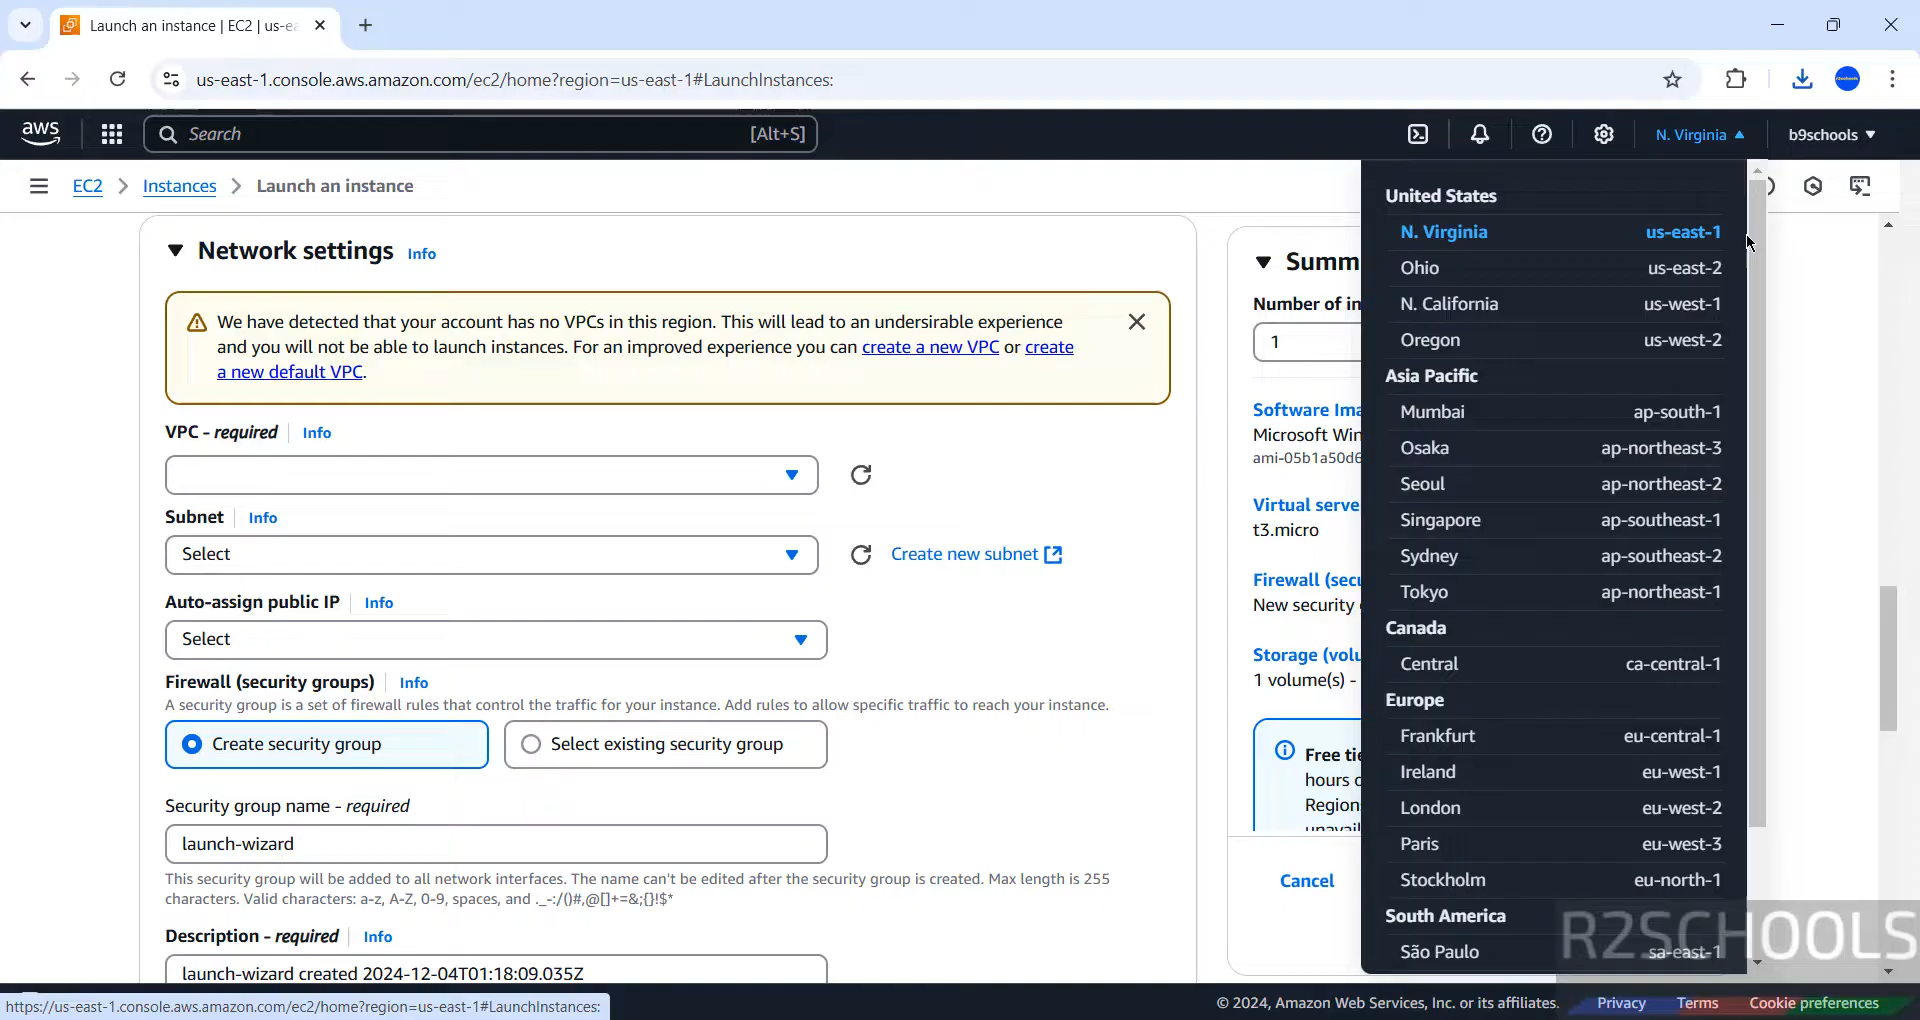 Launch an instance | EC2 | us-ea
us-east-1.console.aws.amazon.com/ec2/home?region=us-east-1#LaunchInstances:
aws
Search [Alt+S]
N. Virginia
b9schools
EC2 > Instances > Launch an instance
Network settings Info
We have detected that your account has no VPCs in this region. This will lead to an undersirable experience
and you will not be able to launch instances. For an improved experience you can create a new VPC or create
a new default VPC.
VPC - required Info
Subnet Info
Select
Create new subnet
Auto-assign public IP Info
Select
Firewall (security groups) Info
A security group is a set of firewall rules that control the traffic for your instance. Add rules to allow specific traffic to reach your instance.
Create security group
Select existing security group
Security group name - required
launch-wizard
This security group will be added to all network interfaces. The name can't be edited after the security group is created. Max length is 255
characters. Valid characters: a-z, A-Z, 0-9, spaces, and ._-:/()#,@[]+=&;{}!$*
Description - required Info
launch-wizard created 2024-12-04T01:18:09.035Z
Summ
Number of in
1
Software Ima
Microsoft Win
ami-05b1a50d6
Virtual serve
t3.micro
Firewall (secu
New security
Storage (volu
1 volume(s) -
Free tie
hours o
Region
unavail
Cancel
United States
N. Virginia us-east-1
Ohio us-east-2
N. California us-west-1
Oregon us-west-2
Asia Pacific
Mumbai ap-south-1
Osaka ap-northeast-3
Seoul ap-northeast-2
Singapore ap-southeast-1
Sydney ap-southeast-2
Tokyo ap-northeast-1
Canada
Central ca-central-1
Europe
Frankfurt eu-central-1
Ireland eu-west-1
London eu-west-2
Paris eu-west-3
Stockholm eu-north-1
South America
São Paulo sa-east-1
R2SCHOOLS
https://us-east-1.console.aws.amazon.com/ec2/home?region=us-east-1#LaunchInstances:
© 2024, Amazon Web Services, Inc. or its affiliates.
Privacy Terms Cookie preferences